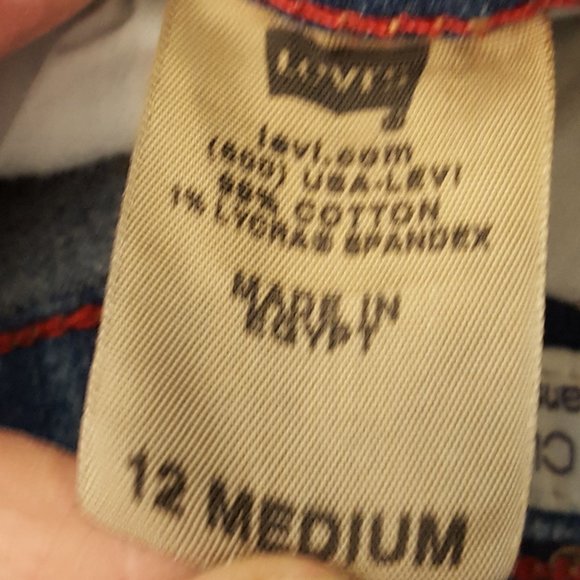 LEVI'S
levi.com
(800) USA-LEVI
99% COTTON
1% LYCRA® SPANDEX
MADE IN
EGYPT
12 MEDIUM